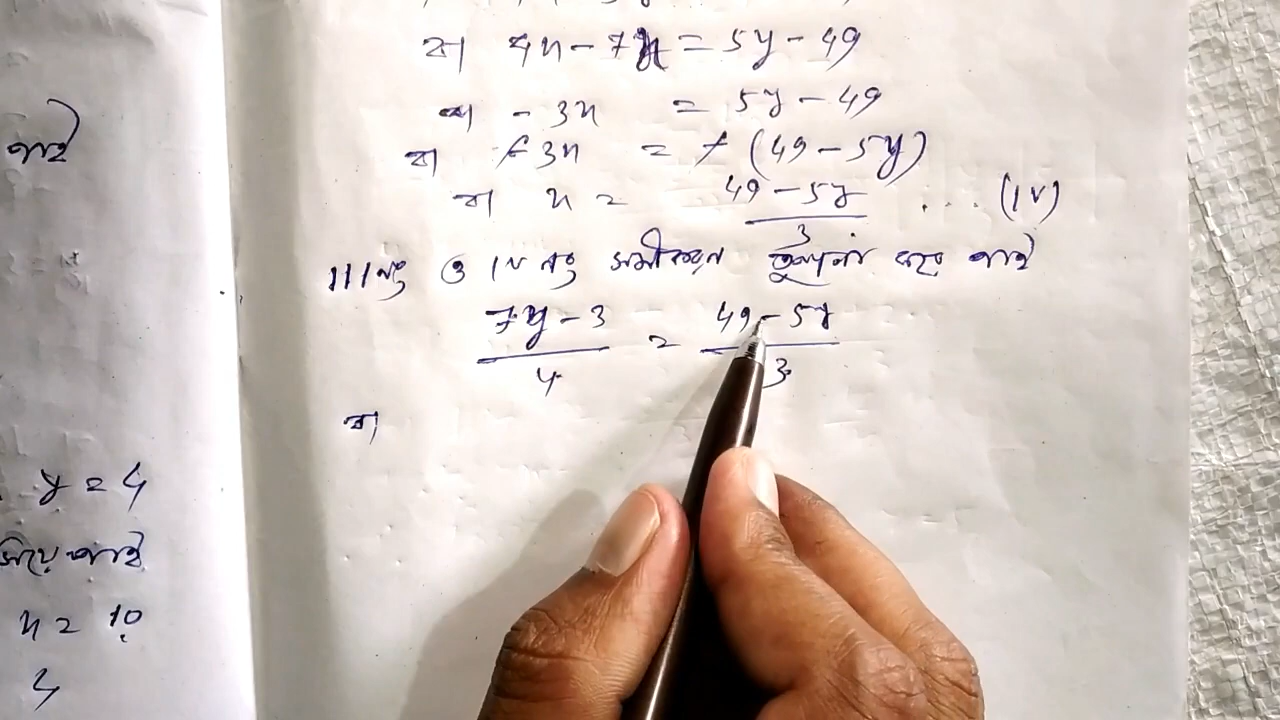 পাই
y = 4
পাই
x = 10
বা 4x - 7x = 5y - 49
বা - 3x = 5y - 49
বা - 3x = - (49 - 5y)
বা x = 49 - 5y / 3 ... (IV)
IIIনং ও IV নং সমীকরণ তুলনা করে পাই
7y - 3 / 4 = 49 - 5y / 3
বা